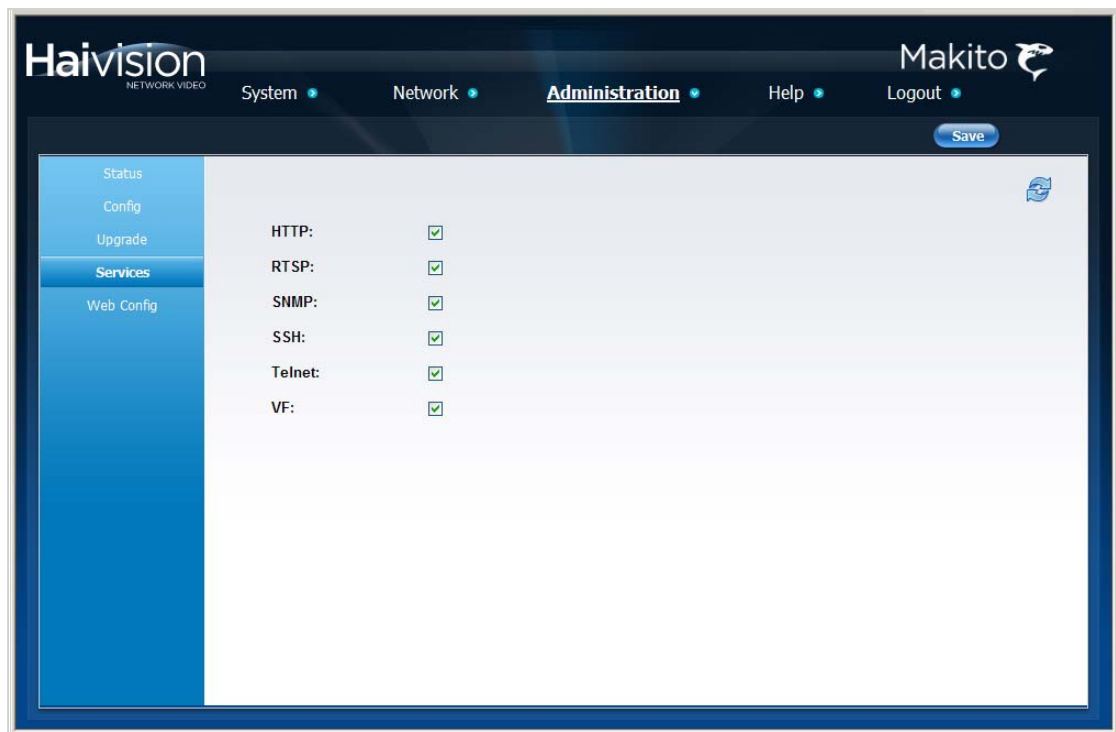 Haivision
NETWORK VIDEO
Makito
System Network Administration Help Logout
Save
Status
Config
Upgrade
Services
Web Config
HTTP:
RTSP:
SNMP:
SSH:
Telnet:
VF: